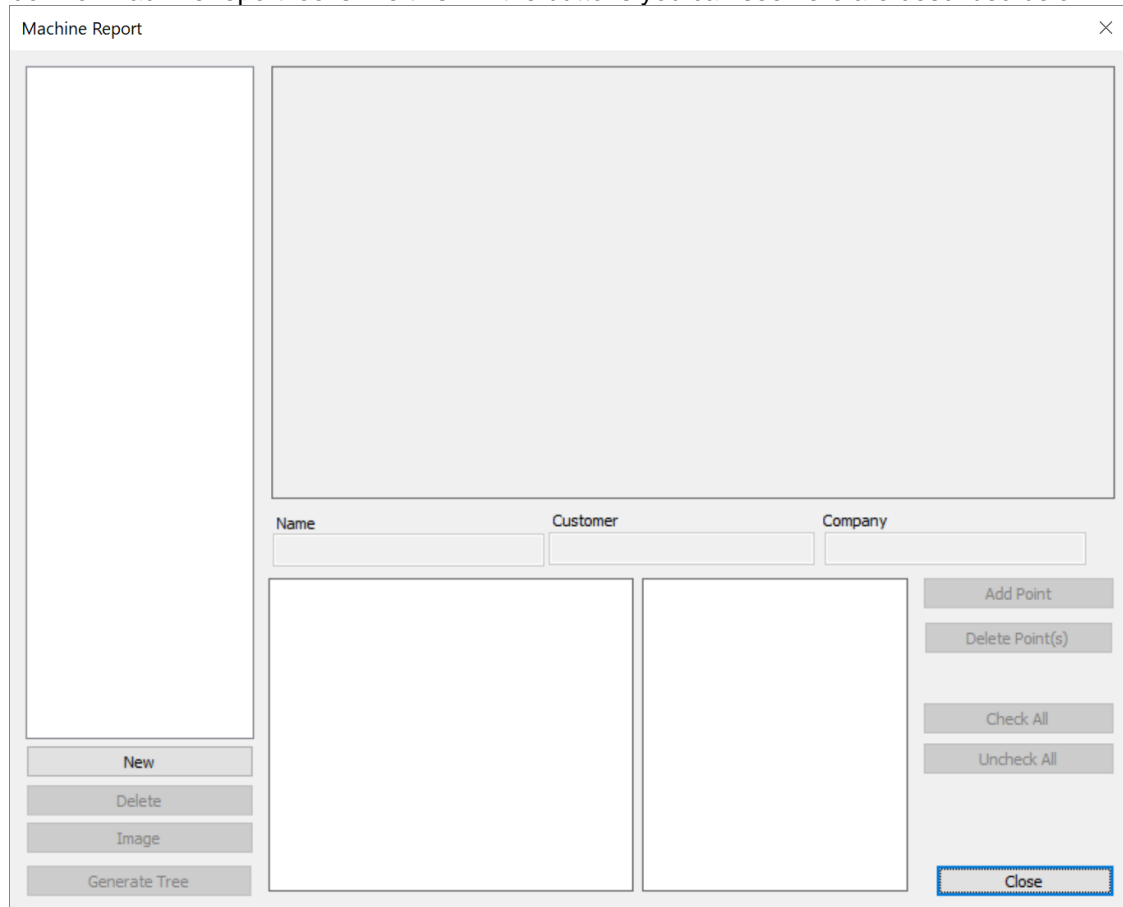 Machine Report
Name
Customer
Company
Add Point
Delete Point(s)
Check All
Uncheck All
New
Delete
Image
Generate Tree
Close